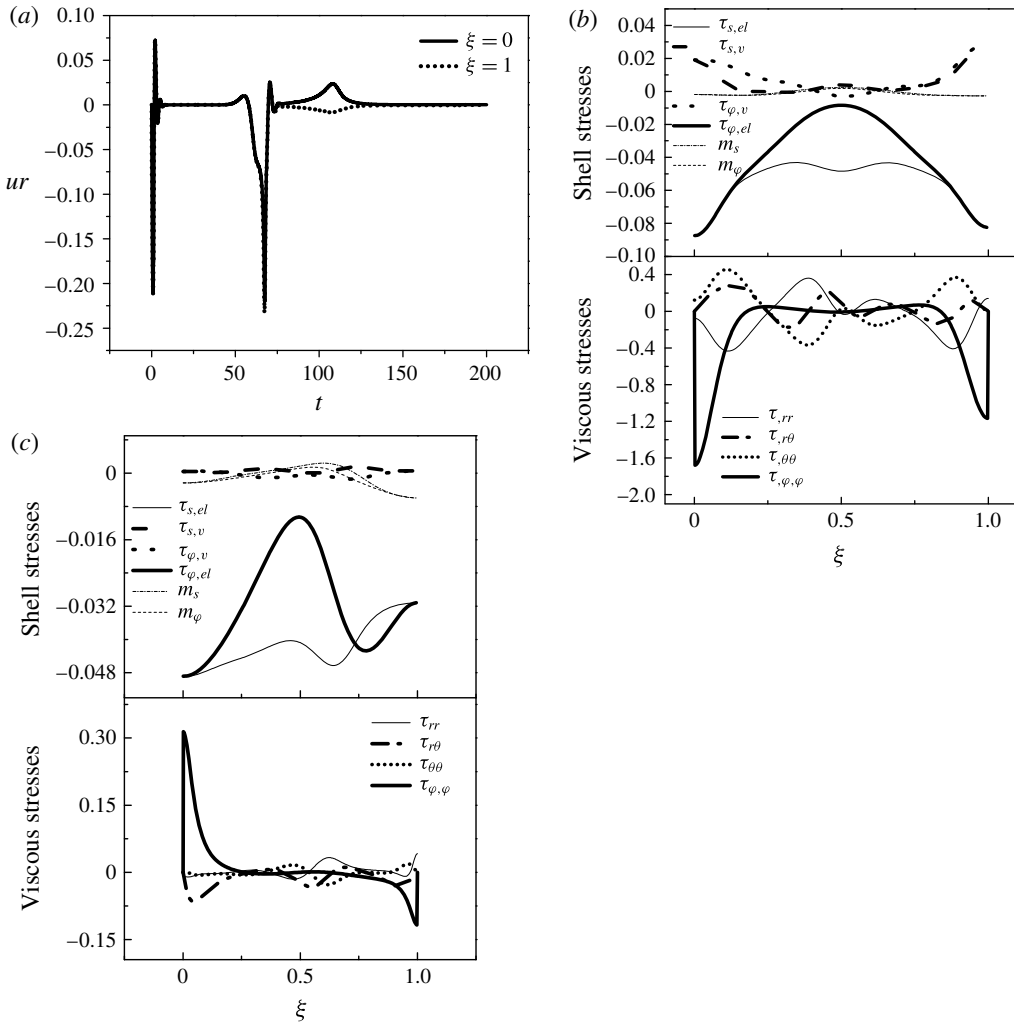 (a)
0.10
0.05
0
−0.05
−0.10
−0.15
−0.20
−0.25
ur
ξ = 0
ξ = 1
0
50
100
150
200
t
(b)
0.04
0.02
0
−0.02
−0.04
−0.06
−0.08
−0.10
Shell stresses
τs,el
τs,v
τφ,v
τφ,el
ms
mφ
0.4
0
−0.4
−0.8
−1.2
−1.6
−2.0
Viscous stresses
τ,rr
τ,rθ
τ,θθ
τ,φ,φ
0
0.5
1.0
ξ
(c)
0
−0.016
−0.032
−0.048
Shell stresses
τs,el
τs,v
τφ,v
τφ,el
ms
mφ
0.30
0.15
0
−0.15
Viscous stresses
τrr
τrθ
τθθ
τφ,φ
0
0.5
1.0
ξ